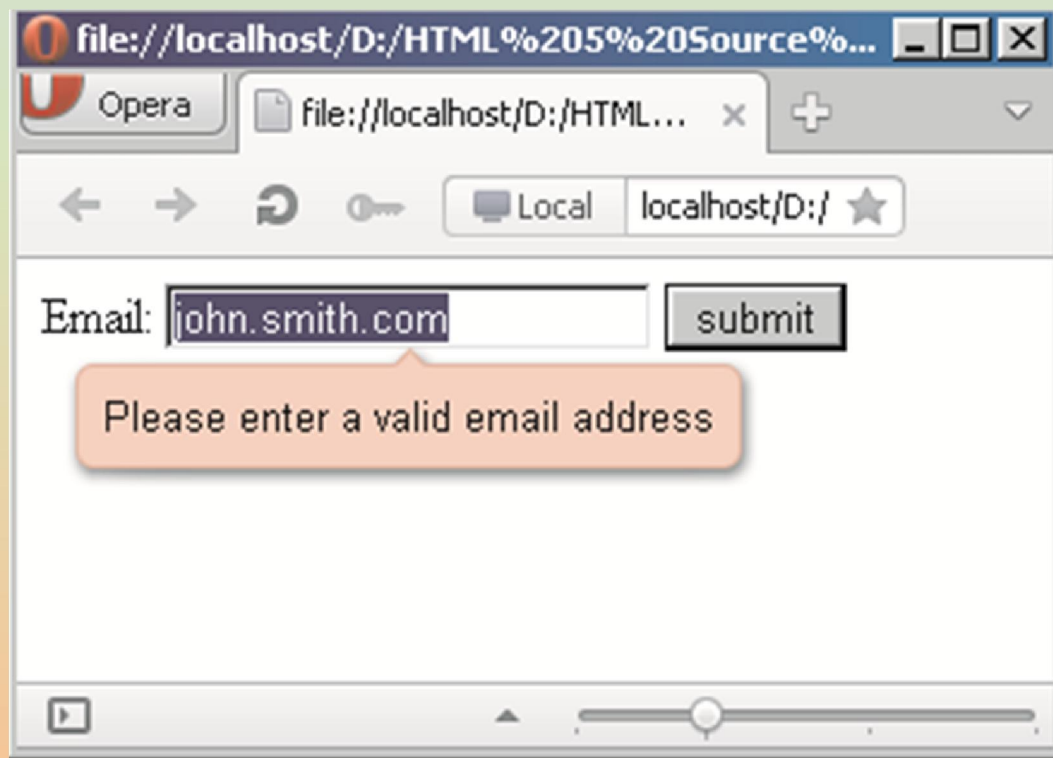 file://localhost/D:/HTML%205%20Source%...
Opera
file://localhost/D:/HTML...
Local
localhost/D:/
Email: john.smith.com submit
Please enter a valid email address